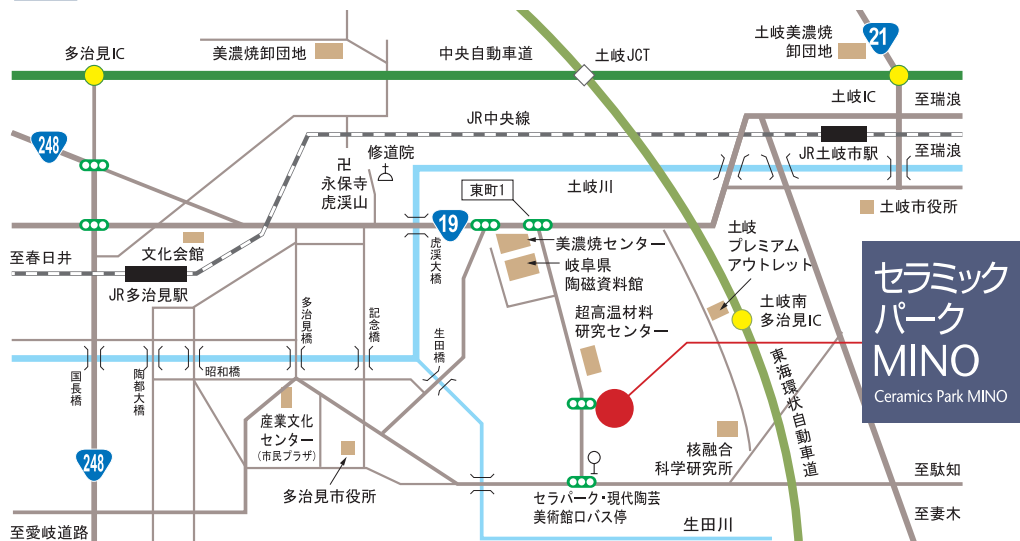 多治見IC
美濃焼卸団地
中央自動車道
土岐JCT
土岐美濃焼
卸団地
21
土岐IC
至瑞浪
JR中央線
248
修道院
卍
永保寺
虎渓山
JR土岐市駅
至瑞浪
東町1
土岐川
19
土岐市役所
文化会館
虎渓大橋
美濃焼センター
岐阜県
陶磁資料館
土岐
プレミアム
アウトレット
至春日井
JR多治見駅
セラミック
パーク
MINO
Ceramics Park MINO
土岐南
多治見IC
超高温材料
研究センター
多治見橋
記念橋
生田橋
国長橋
陶都大橋
昭和橋
東海環状自動車道
産業文化
センター
(市民プラザ)
核融合
科学研究所
248
多治見市役所
セラパーク・現代陶芸
美術館口バス停
至駄知
至妻木
生田川
至愛岐道路